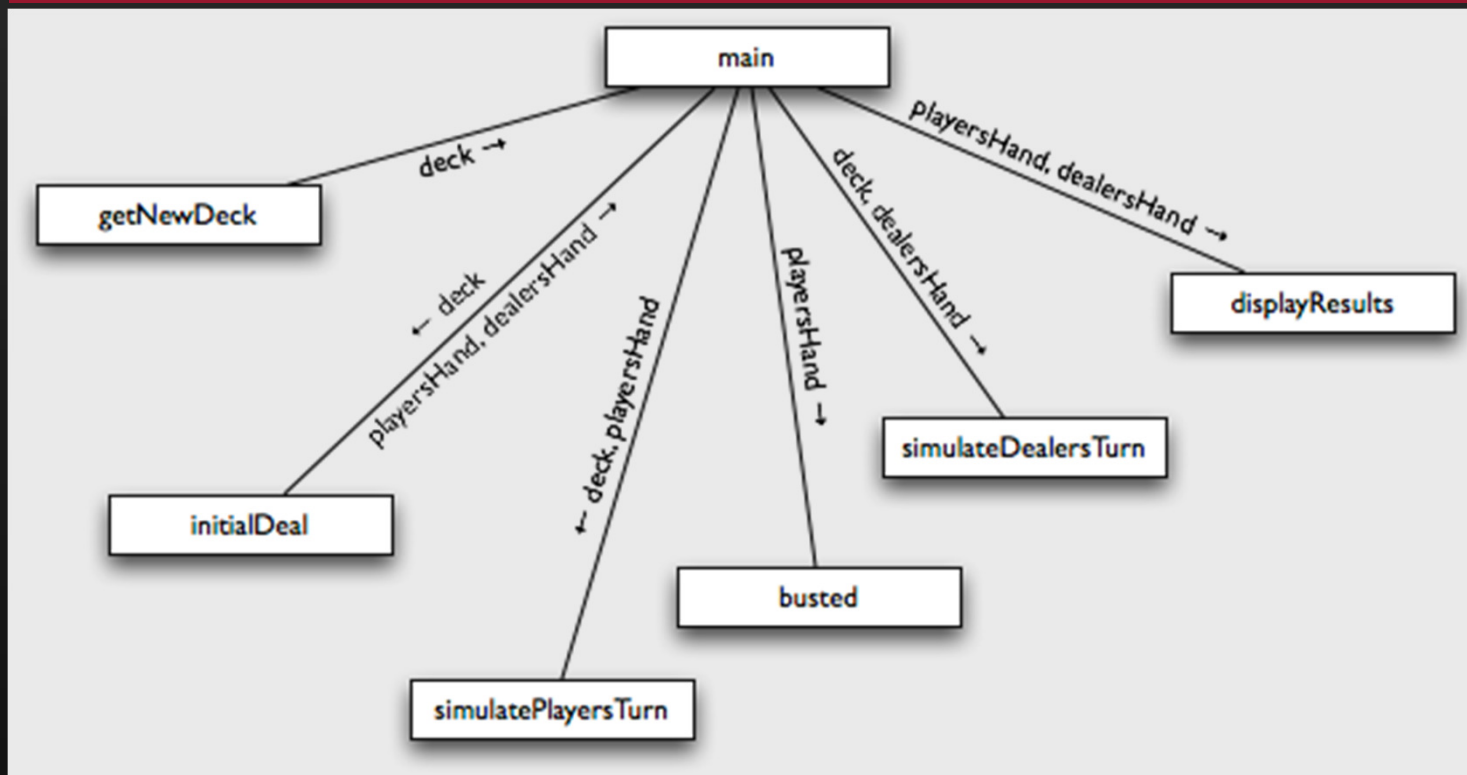 main
deck →
getNewDeck
← deck
playersHand, dealersHand →
initialDeal
← deck, playersHand
simulatePlayersTurn
playersHand →
busted
deck, dealersHand →
simulateDealersTurn
playersHand, dealersHand →
displayResults